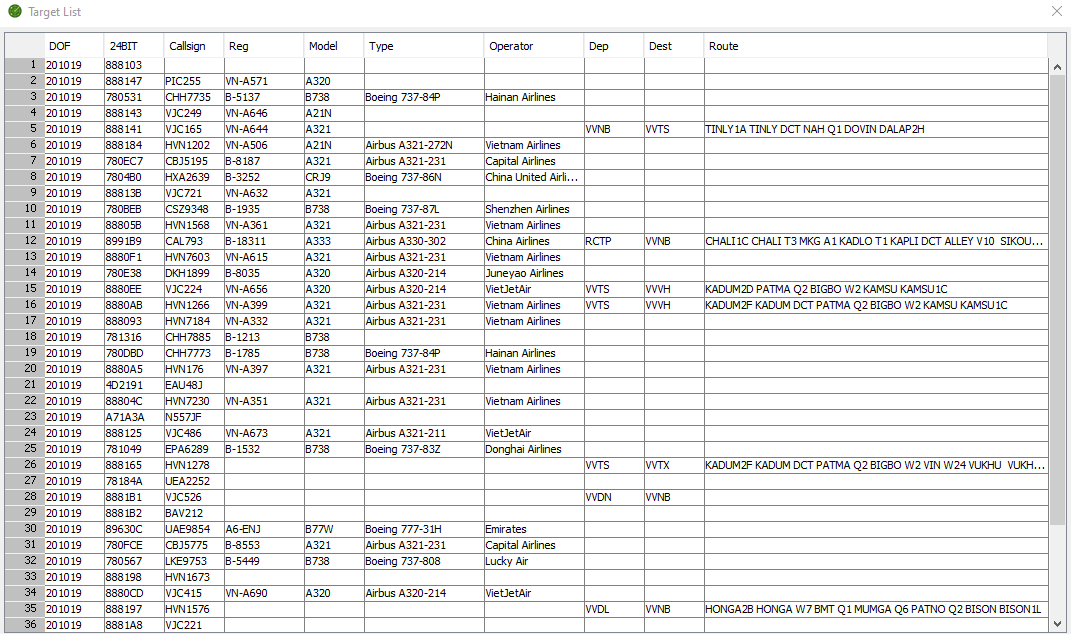 Target List
DOF 24BIT Callsign Reg Model Type Operator Dep Dest Route
1 201019 888103
2 201019 888147 PIC255 VN-A571 A320
3 201019 780531 CHH7735 B-5137 B738 Boeing 737-84P Hainan Airlines
4 201019 888143 VJC249 VN-A646 A21N
5 201019 888141 VJC165 VN-A644 A321 VVNB VVTS TINLY1A TINLY DCT NAH Q1 DOVIN DALAP2H
6 201019 888184 HVN1202 VN-A506 A21N Airbus A321-272N Vietnam Airlines
7 201019 780EC7 CBJ5195 B-8187 A321 Airbus A321-231 Capital Airlines
8 201019 7804B0 HXA2639 B-3252 CRJ9 Boeing 737-86N China United Airli...
9 201019 88813B VJC721 VN-A632 A321
10 201019 780BEB CSZ9348 B-1935 B738 Boeing 737-87L Shenzhen Airlines
11 201019 88805B HVN1568 VN-A361 A321 Airbus A321-231 Vietnam Airlines
12 201019 8991B9 CAL793 B-18311 A333 Airbus A330-302 China Airlines RCTP VVNB CHALI1C CHALI T3 MKG A1 KADLO T1 KAPLI DCT ALLEY V10 SIKOU...
13 201019 8880F1 HVN7603 VN-A615 A321 Airbus A321-231 Vietnam Airlines
14 201019 780E38 DKH1899 B-8035 A320 Airbus A320-214 Juneyao Airlines
15 201019 8880EE VJC224 VN-A656 A320 Airbus A320-214 VietJetAir VVTS VVVH KADUM2D PATMA Q2 BIGBO W2 KAMSU KAMSU1C
16 201019 8880AB HVN1266 VN-A399 A321 Airbus A321-231 Vietnam Airlines VVTS VVVH KADUM2F KADUM DCT PATMA Q2 BIGBO W2 KAMSU KAMSU1C
17 201019 888093 HVN7184 VN-A332 A321 Airbus A321-231 Vietnam Airlines
18 201019 781316 CHH7885 B-1213 B738
19 201019 780DBD CHH7773 B-1785 B738 Boeing 737-84P Hainan Airlines
20 201019 8880A5 HVN176 VN-A397 A321 Airbus A321-231 Vietnam Airlines
21 201019 4D2191 EAU48J
22 201019 88804C HVN7230 VN-A351 A321 Airbus A321-231 Vietnam Airlines
23 201019 A71A3A N557JF
24 201019 888125 VJC486 VN-A673 A321 Airbus A321-211 VietJetAir
25 201019 781049 EPA6289 B-1532 B738 Boeing 737-83Z Donghai Airlines
26 201019 888165 HVN1278 VVTS VVTX KADUM2F KADUM DCT PATMA Q2 BIGBO W2 VIN W24 VUKHU VUKH...
27 201019 78184A UEA2252
28 201019 8881B1 VJC526 VVDN VVNB
29 201019 8881B2 BAV212
30 201019 89630C UAE9854 A6-ENJ B77W Boeing 777-31H Emirates
31 201019 780FCE CBJ5775 B-8553 A321 Airbus A321-231 Capital Airlines
32 201019 780567 LKE9753 B-5449 B738 Boeing 737-808 Lucky Air
33 201019 888198 HVN1673
34 201019 8880CD VJC415 VN-A690 A320 Airbus A320-214 VietJetAir
35 201019 888197 HVN1576 VVDL VVNB HONGA2B HONGA W7 BMT Q1 MUMGA Q6 PATNO Q2 BISON BISON1L
36 201019 8881A8 VJC221